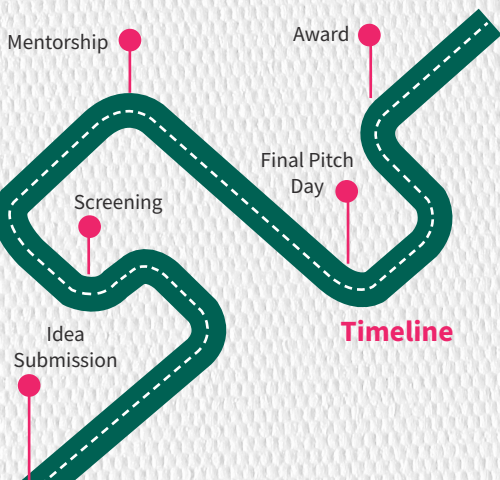 Mentorship
Award
Final Pitch
Day
Screening
Timeline
Idea
Submission